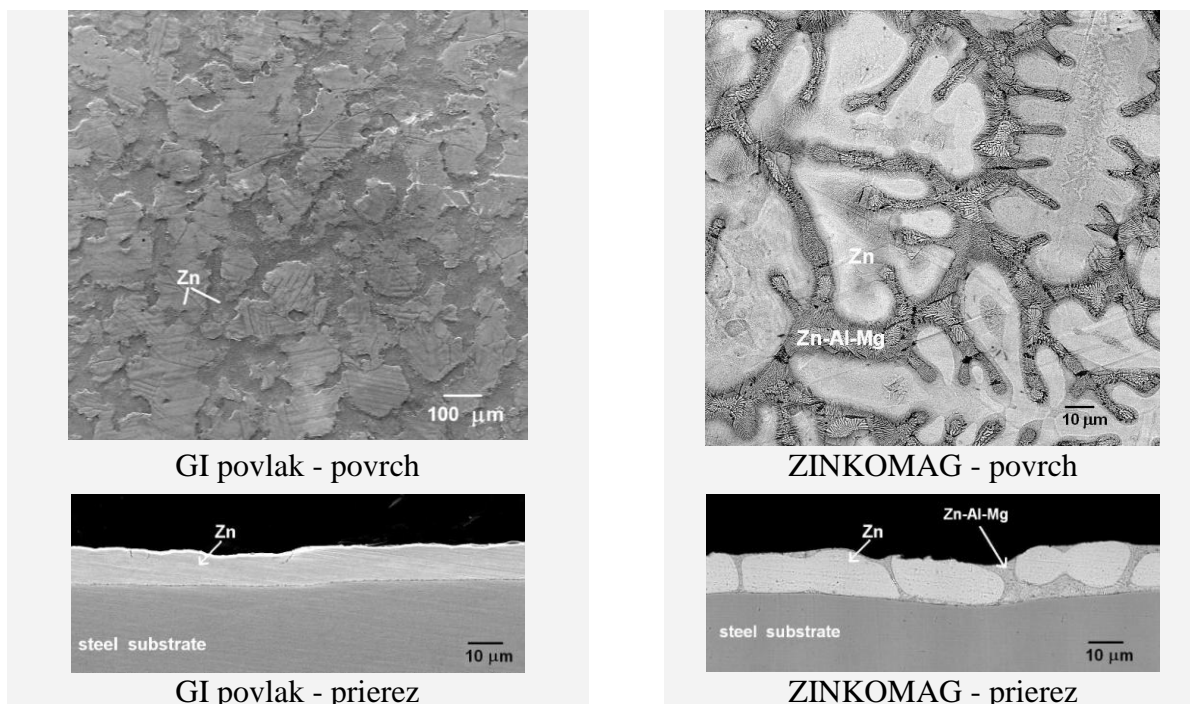 Zn
100 μm
GI povlak - povrch
Zn
Zn-Al-Mg
10 μm
ZINKOMAG - povrch
Zn
steel substrate
10 μm
GI povlak - prierez
Zn-Al-Mg
Zn
steel substrate
10 μm
ZINKOMAG - prierez